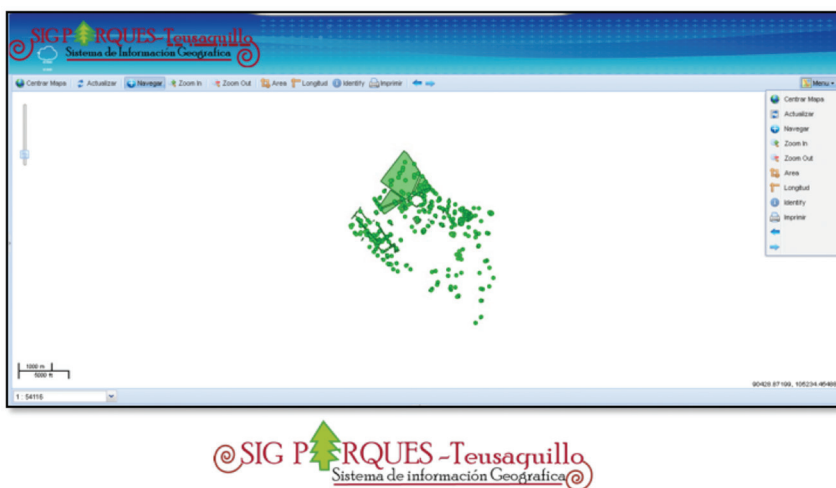 SIG PARQUES-Teusaquillo
Sistema de Información Geografica
Centrar Mapa Actualizar Navegar Zoom In Zoom Out Area Longitud Identify Imprimir Menu
Centrar Mapa
Actualizar
Navegar
Zoom In
Zoom Out
Area
Longitud
Identify
Imprimir
1000 m
5000 ft
1 : 54116
SIG PARQUES -Teusaquillo
Sistema de información Geografica